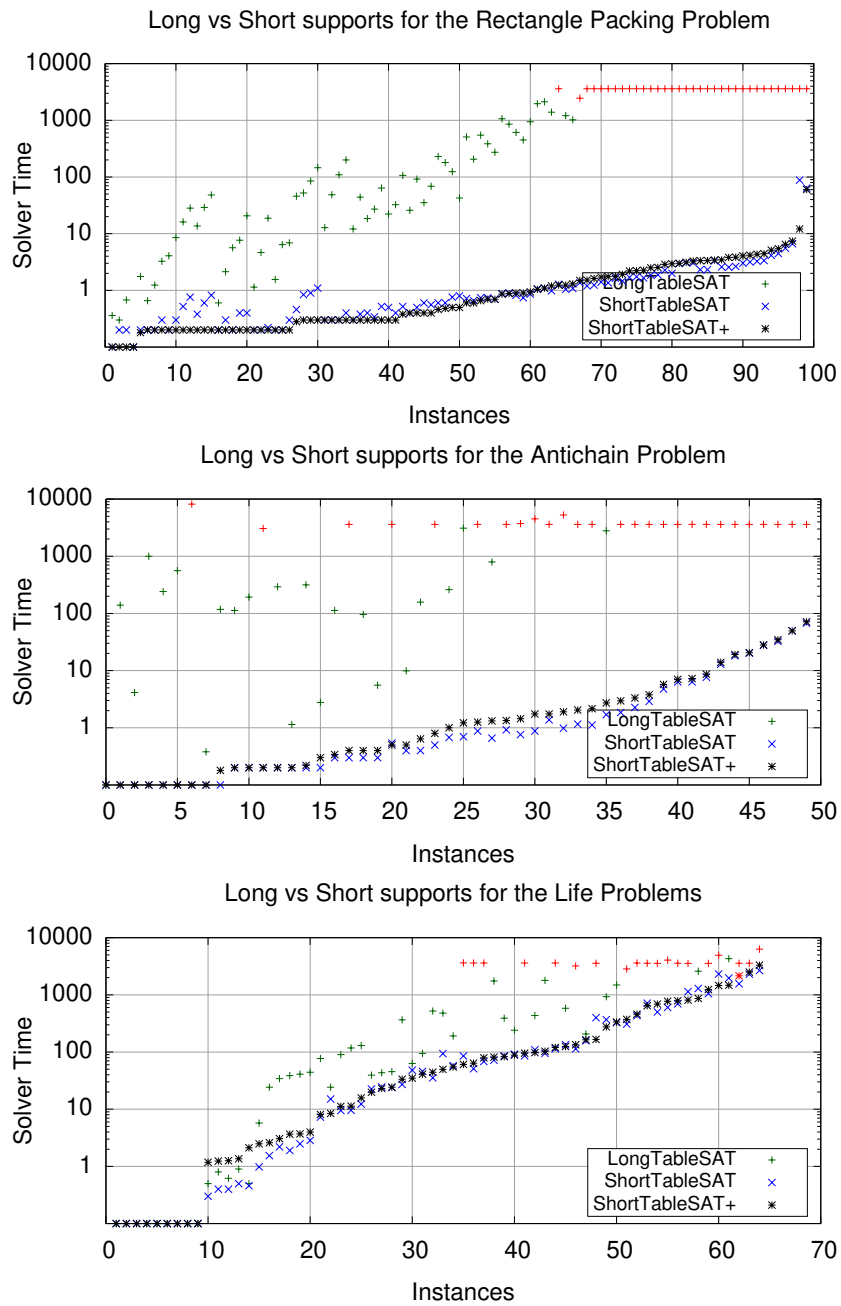 Long vs Short supports for the Rectangle Packing Problem
10000
1000
100
10
1
Solver Time
LongTableSAT
ShortTableSAT
ShortTableSAT+
0 10 20 30 40 50 60 70 80 90 100
Instances
Long vs Short supports for the Antichain Problem
10000
1000
100
10
1
Solver Time
LongTableSAT
ShortTableSAT
ShortTableSAT+
0 5 10 15 20 25 30 35 40 45 50
Instances
Long vs Short supports for the Life Problems
10000
1000
100
10
1
Solver Time
LongTableSAT
ShortTableSAT
ShortTableSAT+
0 10 20 30 40 50 60 70
Instances